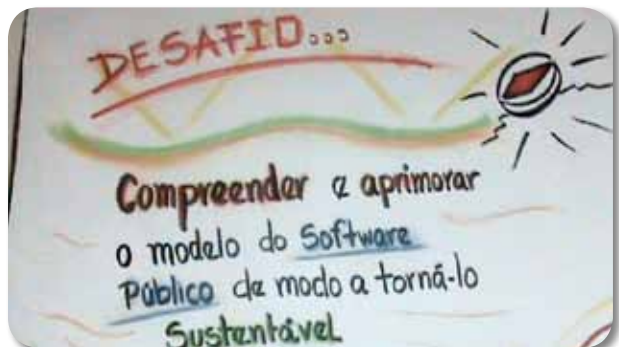 DESAFIO...
Compreender e aprimorar
o modelo do Software
Público de modo a torná-lo
Sustentável